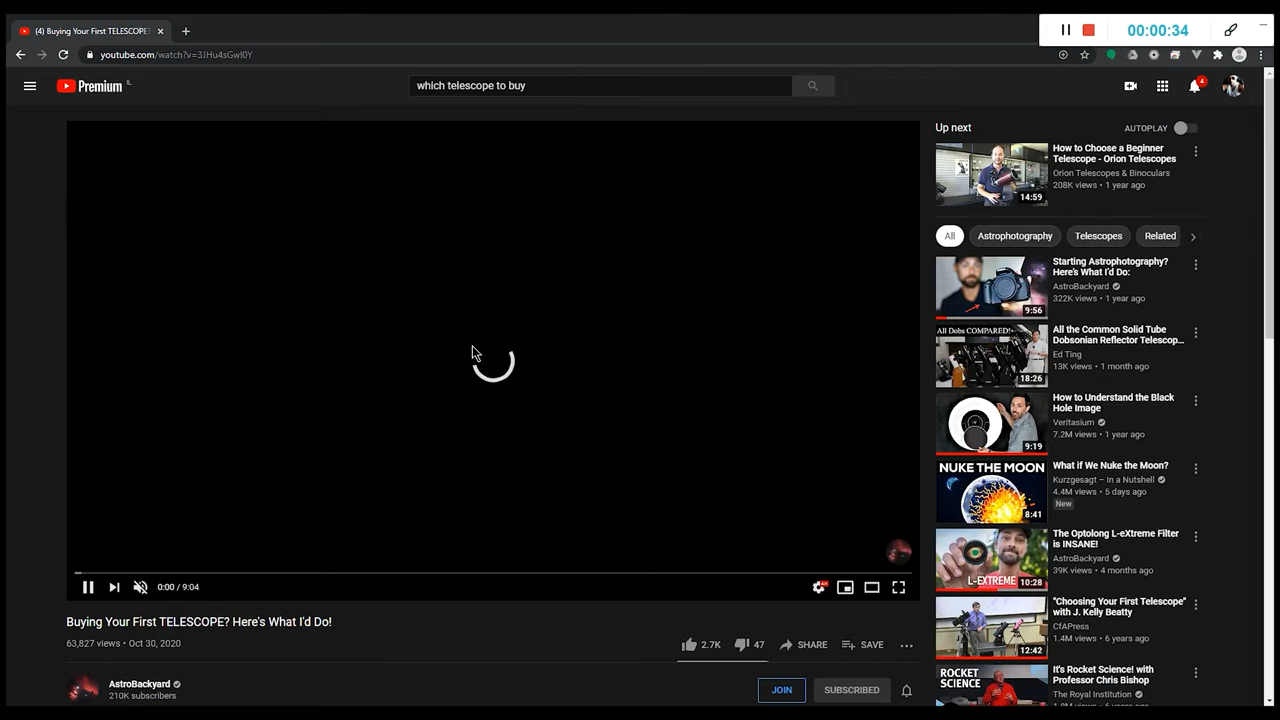 (4) Buying Your First TELESCOPE?
00:00:34
youtube.com/watch?v=3JHu4sGwI0Y
Premium
IL
which telescope to buy
4
Up next
AUTOPLAY
How to Choose a Beginner
Telescope - Orion Telescopes
Orion Telescopes & Binoculars
208K views • 1 year ago
14:59
All
Astrophotography
Telescopes
Related
Starting Astrophotography?
Here's What I'd Do:
AstroBackyard
322K views • 1 year ago
9:56
All Dobs COMPARED!
All the Common Solid Tube
Dobsonian Reflector Telescop...
Ed Ting
13K views • 1 month ago
18:26
How to Understand the Black
Hole Image
Veritasium
7.2M views • 1 year ago
9:19
NUKE THE MOON
What if We Nuke the Moon?
Kurzgesagt – In a Nutshell
4.4M views • 5 days ago
New
8:41
The Optolong L-eXtreme Filter
is INSANE!
AstroBackyard
39K views • 4 months ago
L-EXTREME
10:28
"Choosing Your First Telescope"
with J. Kelly Beatty
CfAPress
1.4M views • 6 years ago
12:42
ROCKET
SCIENCE
It's Rocket Science! with
Professor Chris Bishop
The Royal Institution
0:00 / 9:04
Buying Your First TELESCOPE? Here's What I'd Do!
63,827 views • Oct 30, 2020
2.7K
47
SHARE
SAVE
AstroBackyard
210K subscribers
JOIN
SUBSCRIBED